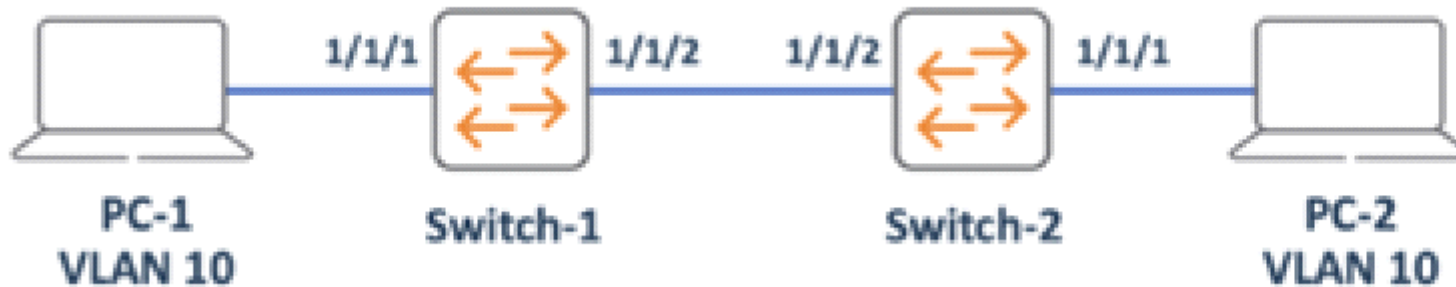 1/1/1
1/1/2
1/1/2
1/1/1
PC-1
VLAN 10
Switch-1
Switch-2
PC-2
VLAN 10